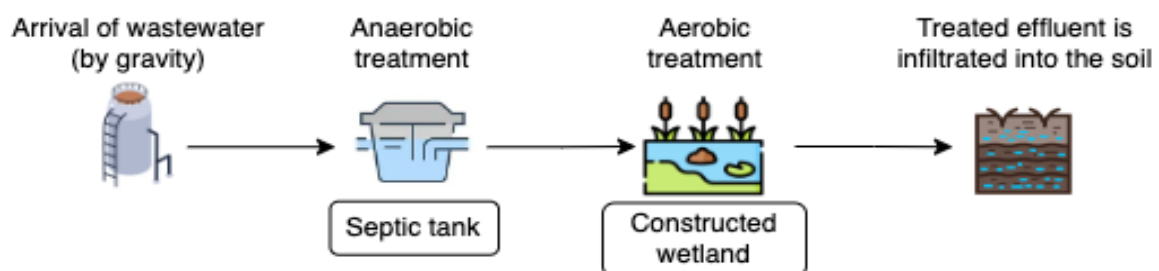 Arrival of wastewater
(by gravity)
Anaerobic
treatment
Aerobic
treatment
Treated effluent is
infiltrated into the soil
Septic tank
Constructed
wetland